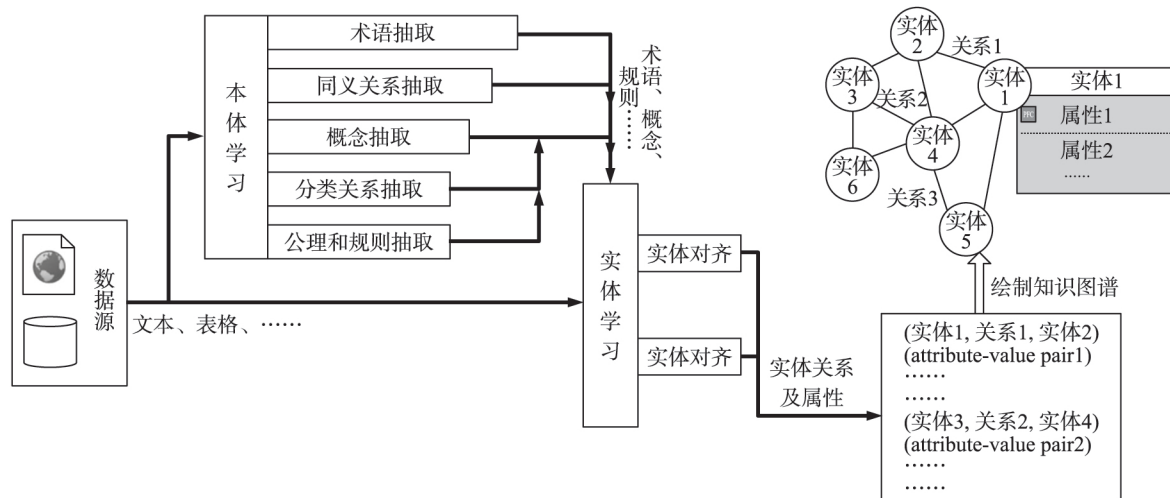 数据源
文本、表格、……
本体学习
术语抽取
同义关系抽取
概念抽取
分类关系抽取
公理和规则抽取
术语、概念、
规则……
实体学习
实体对齐
实体对齐
实体关系
及属性
(实体1, 关系1, 实体2)
(attribute-value pair1)
……
……
(实体3, 关系2, 实体4)
(attribute-value pair2)
……
……
绘制知识图谱
实体
2
关系1
实体
3
关系2
实体
1
实体
4
实体
6
关系3
实体
5
实体1
属性1
属性2
……